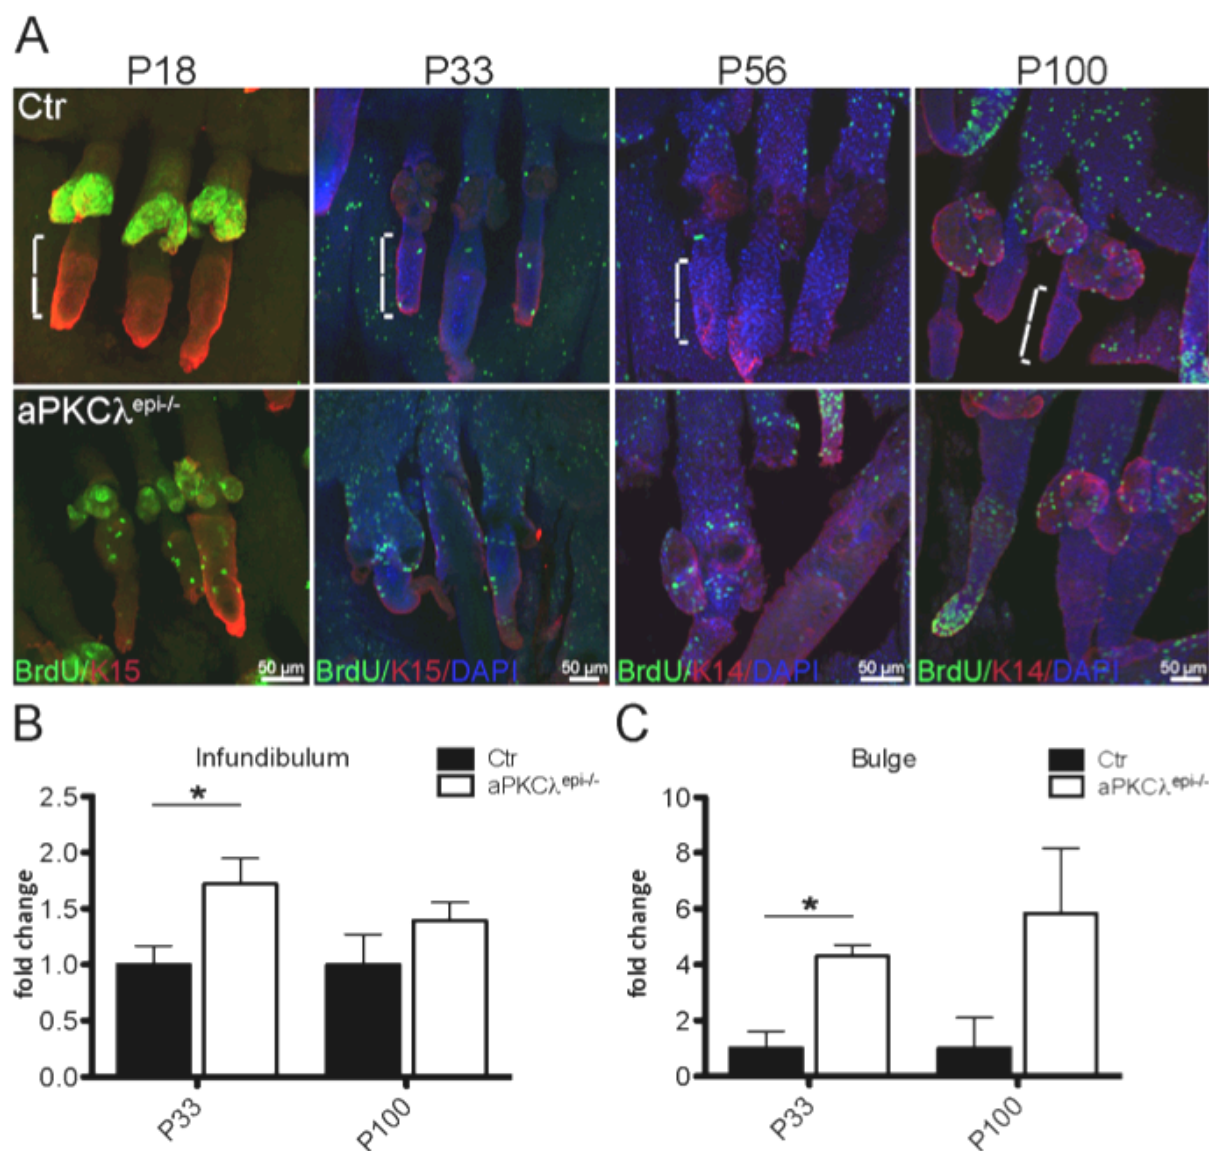 A
P18 P33 P56 P100
Ctr
aPKCλepi-/-
BrdU/K15 50 µm BrdU/K15/DAPI 50 µm BrdU/K14/DAPI 50 µm BrdU/K14/DAPI 50 µm
B
Infundibulum
Ctr
aPKCλepi-/-
fold change
2.5
2.0
1.5
1.0
0.5
0.0
*
P33 P100
C
Bulge
Ctr
aPKCλepi-/-
fold change
10
8
6
4
2
0
*
P33 P100